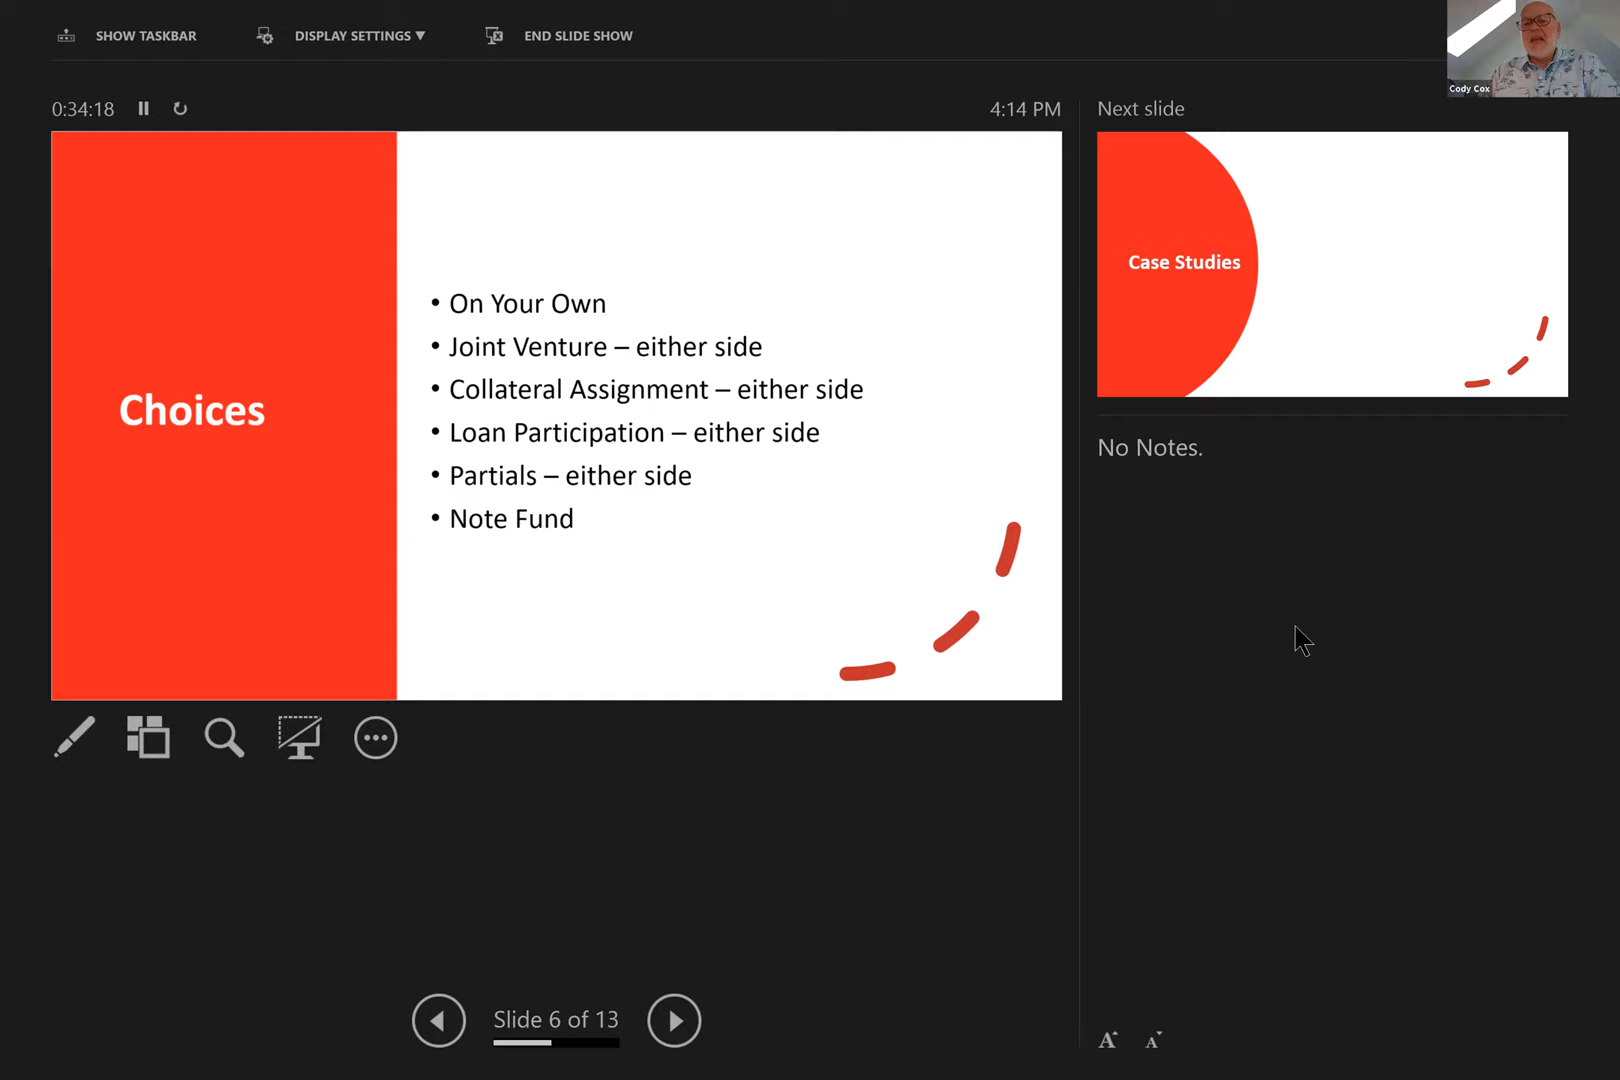 SHOW TASKBAR
DISPLAY SETTINGS ▼
END SLIDE SHOW
Cody Cox
0:34:18
4:14 PM
Next slide
Choices
• On Your Own
• Joint Venture – either side
• Collateral Assignment – either side
• Loan Participation – either side
• Partials – either side
• Note Fund
Case Studies
No Notes.
Slide 6 of 13
A
A